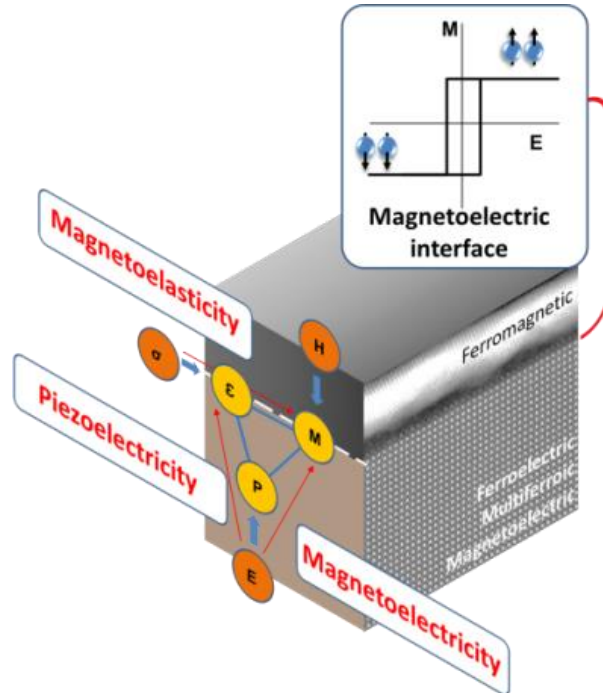 M
E
Magnetoelectric
interface
Magnetoelasticity
Ferromagnetic
H
σ
ε
Piezoelectricity
M
P
Ferroelectric
Multiferroic
Magnetoelectric
E
Magnetoelectricity